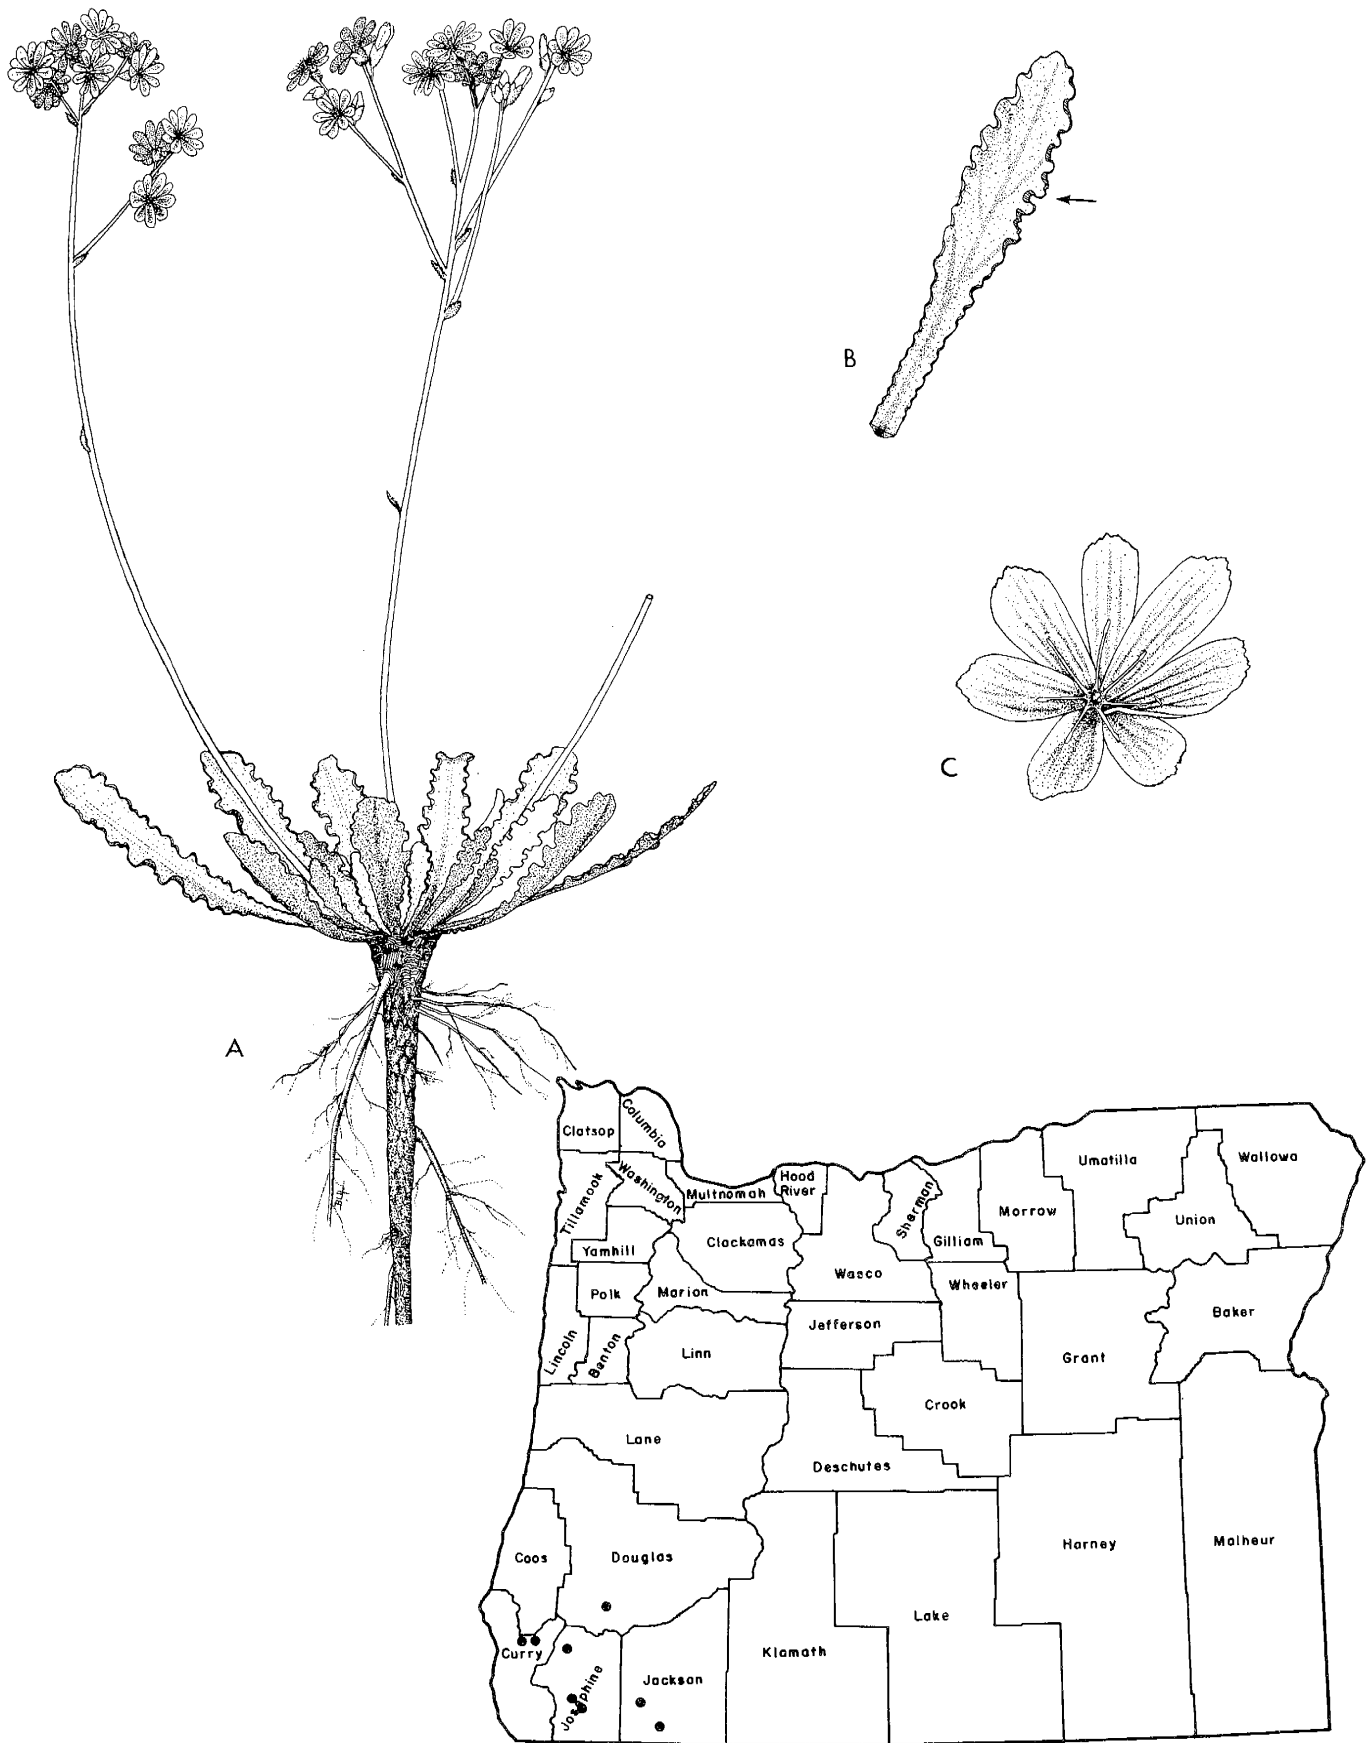 B
C
A
Clatsop
Columbia
Tillamook
Washington
Multnomah
Hood
River
Sherman
Umatilla
Wallowa
Morrow
Union
Gilliam
Yamhill
Clackamas
Wasco
Wheeler
Polk
Marion
Baker
Jefferson
Lincoln
Benton
Linn
Grant
Crook
Lane
Deschutes
Coos
Douglas
Harney
Malheur
Lake
Curry
Klamath
Josephine
Jackson